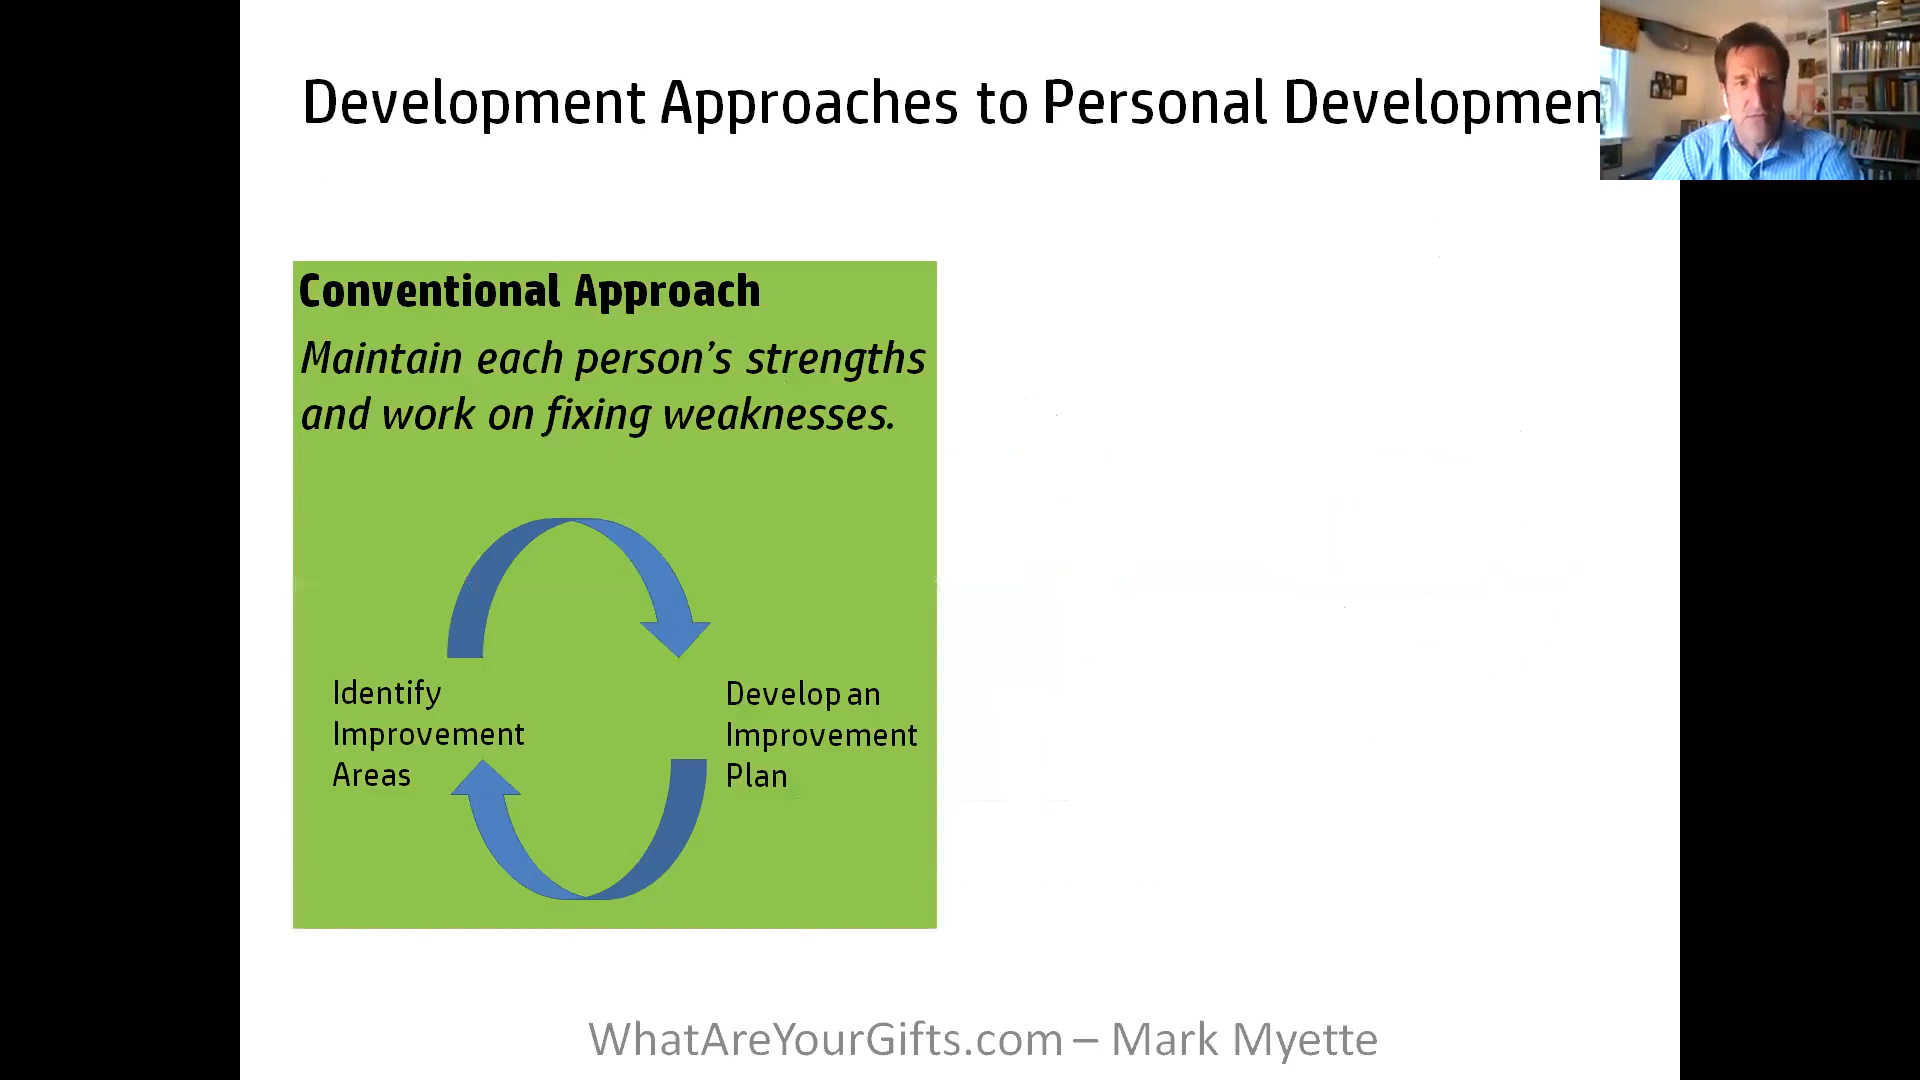 Development Approaches to Personal Developmen
Conventional Approach
Maintain each person's strengths
and work on fixing weaknesses.
Identify
Improvement
Areas
Develop an
Improvement
Plan
WhatAreYourGifts.com – Mark Myette